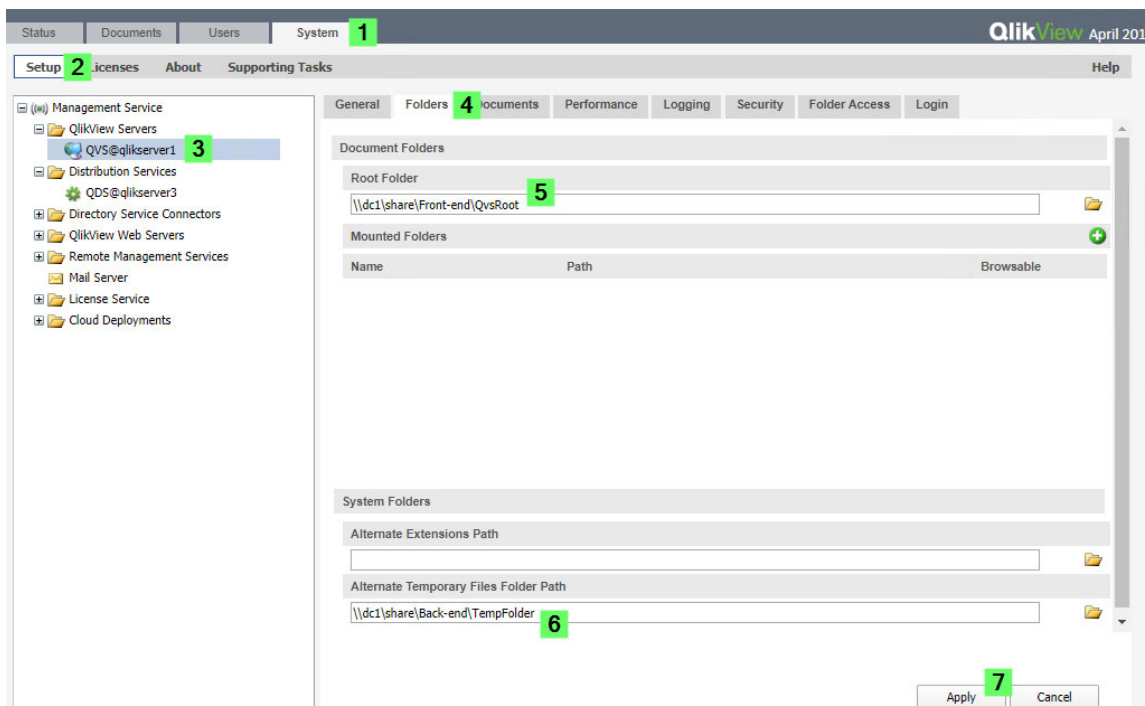 Status Documents Users System 1 QlikView April 201
Setup 2 Licenses About Supporting Tasks Help
Management Service
QlikView Servers
QVS@qlikserver1 3
Distribution Services
QDS@qlikserver3
Directory Service Connectors
QlikView Web Servers
Remote Management Services
Mail Server
License Service
Cloud Deployments
General Folders 4 Documents Performance Logging Security Folder Access Login
Document Folders
Root Folder
\\dc1\share\Front-end\QvsRoot 5
Mounted Folders
Name Path Browsable
System Folders
Alternate Extensions Path
Alternate Temporary Files Folder Path
\\dc1\share\Back-end\TempFolder 6
Apply 7 Cancel